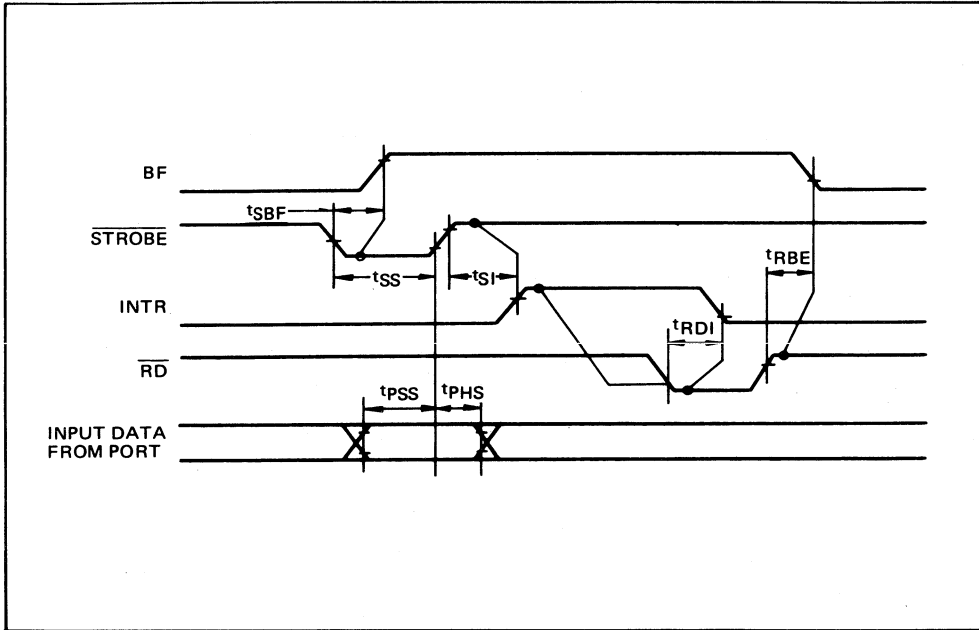 BF
tSBF
STROBE
tSS
tSI
tRBE
INTR
tRDI
RD
tPSS
tPHS
INPUT DATA
FROM PORT